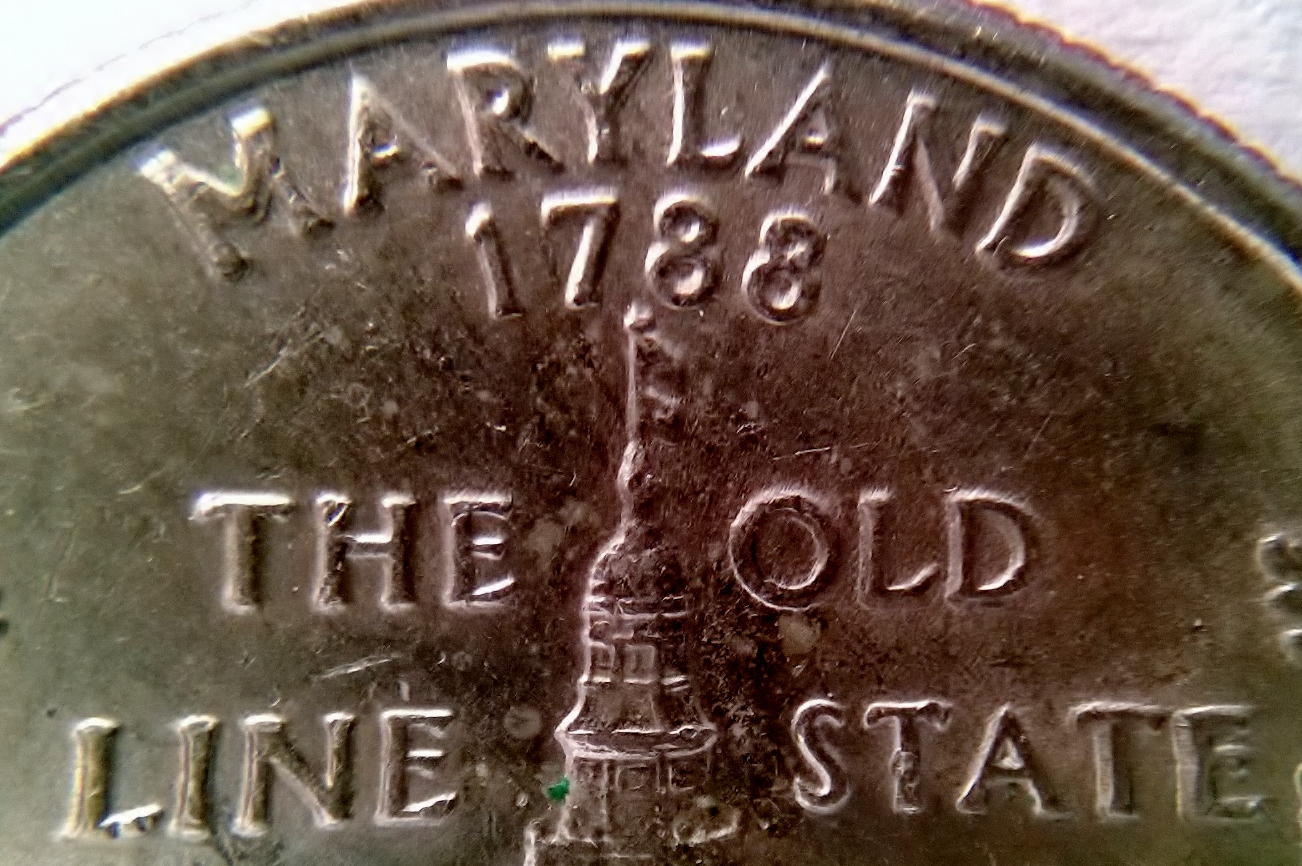 MARYLAND
1788
THE OLD
LINE STATE